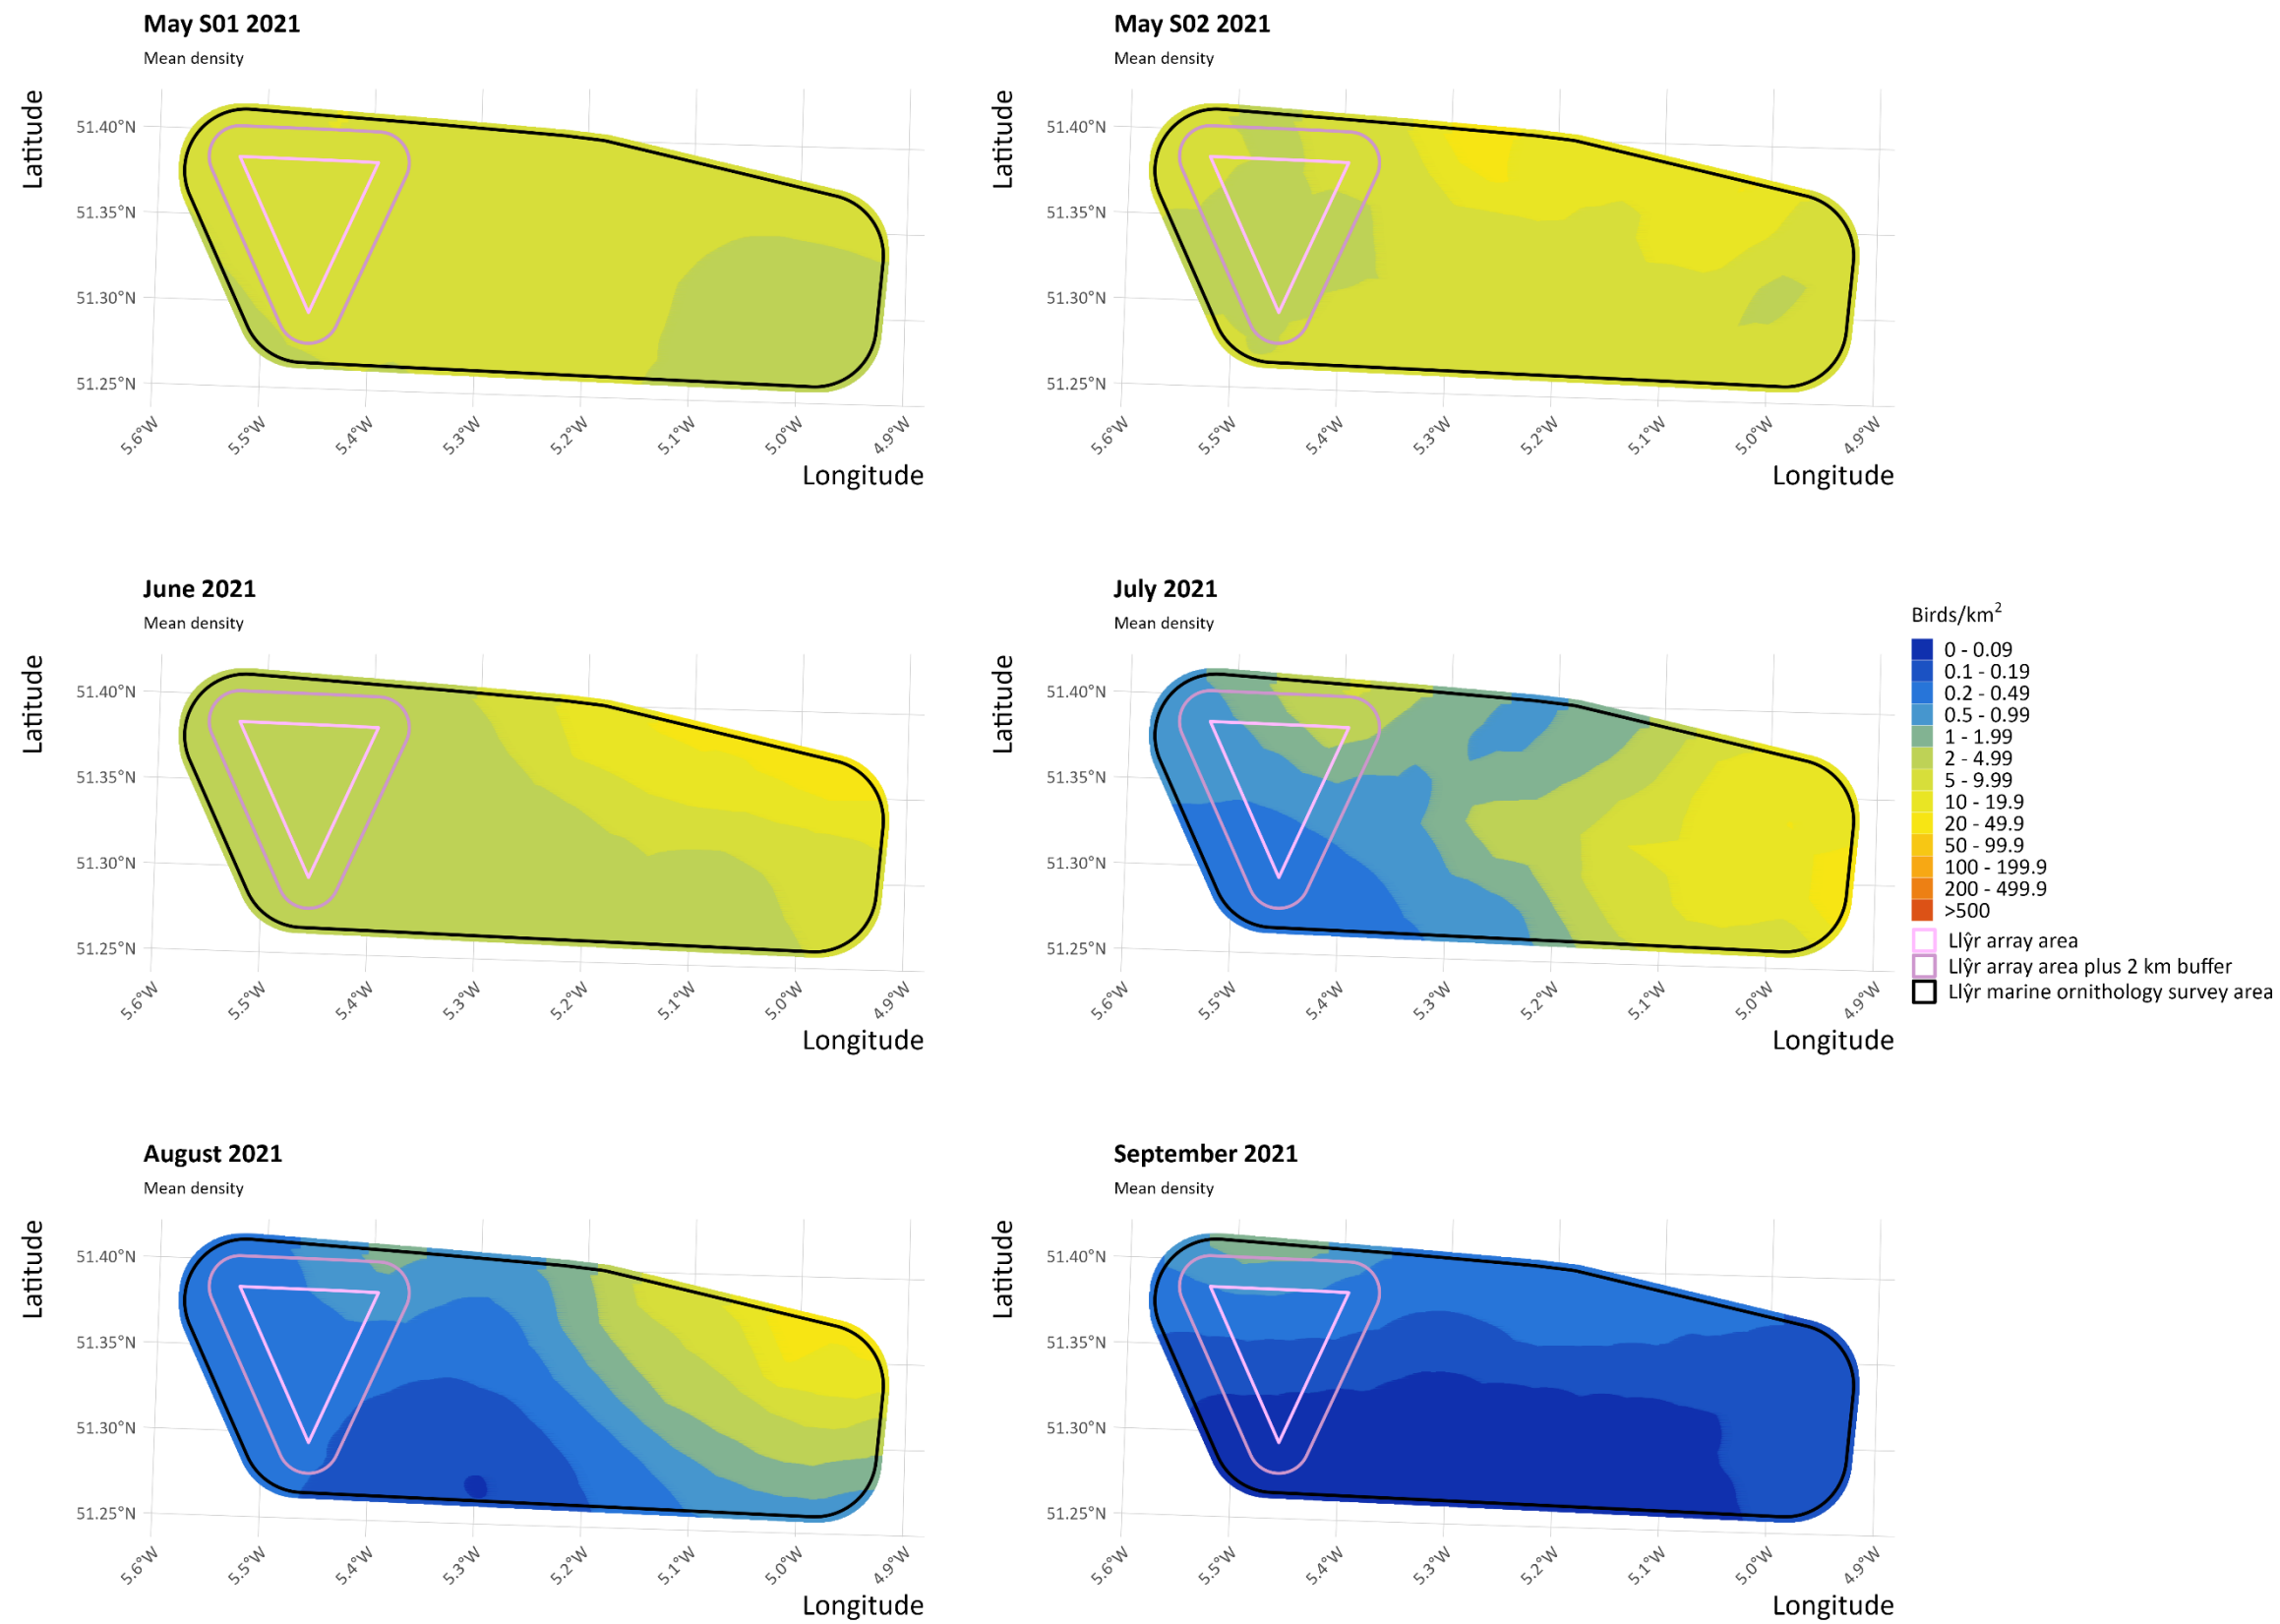 May S01 2021
Mean density
Latitude
51.40°N
51.35°N
51.30°N
51.25°N
5.6°W
5.5°W
5.4°W
5.3°W
5.2°W
5.1°W
5.0°W
4.9°W
Longitude
May S02 2021
Mean density
Latitude
51.40°N
51.35°N
51.30°N
51.25°N
5.6°W
5.5°W
5.4°W
5.3°W
5.2°W
5.1°W
5.0°W
4.9°W
Longitude
June 2021
Mean density
Latitude
51.40°N
51.35°N
51.30°N
51.25°N
5.6°W
5.5°W
5.4°W
5.3°W
5.2°W
5.1°W
5.0°W
4.9°W
Longitude
July 2021
Mean density
Latitude
51.40°N
51.35°N
51.30°N
51.25°N
5.6°W
5.5°W
5.4°W
5.3°W
5.2°W
5.1°W
5.0°W
4.9°W
Longitude
Birds/km²
0 - 0.09
0.1 - 0.19
0.2 - 0.49
0.5 - 0.99
1 - 1.99
2 - 4.99
5 - 9.99
10 - 19.9
20 - 49.9
50 - 99.9
100 - 199.9
200 - 499.9
>500
Llŷr array area
Llŷr array area plus 2 km buffer
Llŷr marine ornithology survey area
August 2021
Mean density
Latitude
51.40°N
51.35°N
51.30°N
51.25°N
5.6°W
5.5°W
5.4°W
5.3°W
5.2°W
5.1°W
5.0°W
4.9°W
Longitude
September 2021
Mean density
Latitude
51.40°N
51.35°N
51.30°N
51.25°N
5.6°W
5.5°W
5.4°W
5.3°W
5.2°W
5.1°W
5.0°W
4.9°W
Longitude